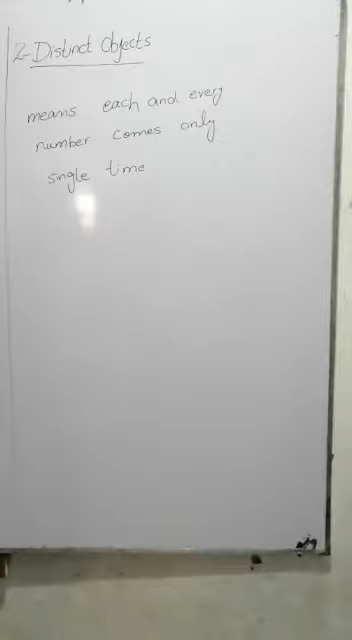 2- Distinct Objects
means each and every
number comes only
single time